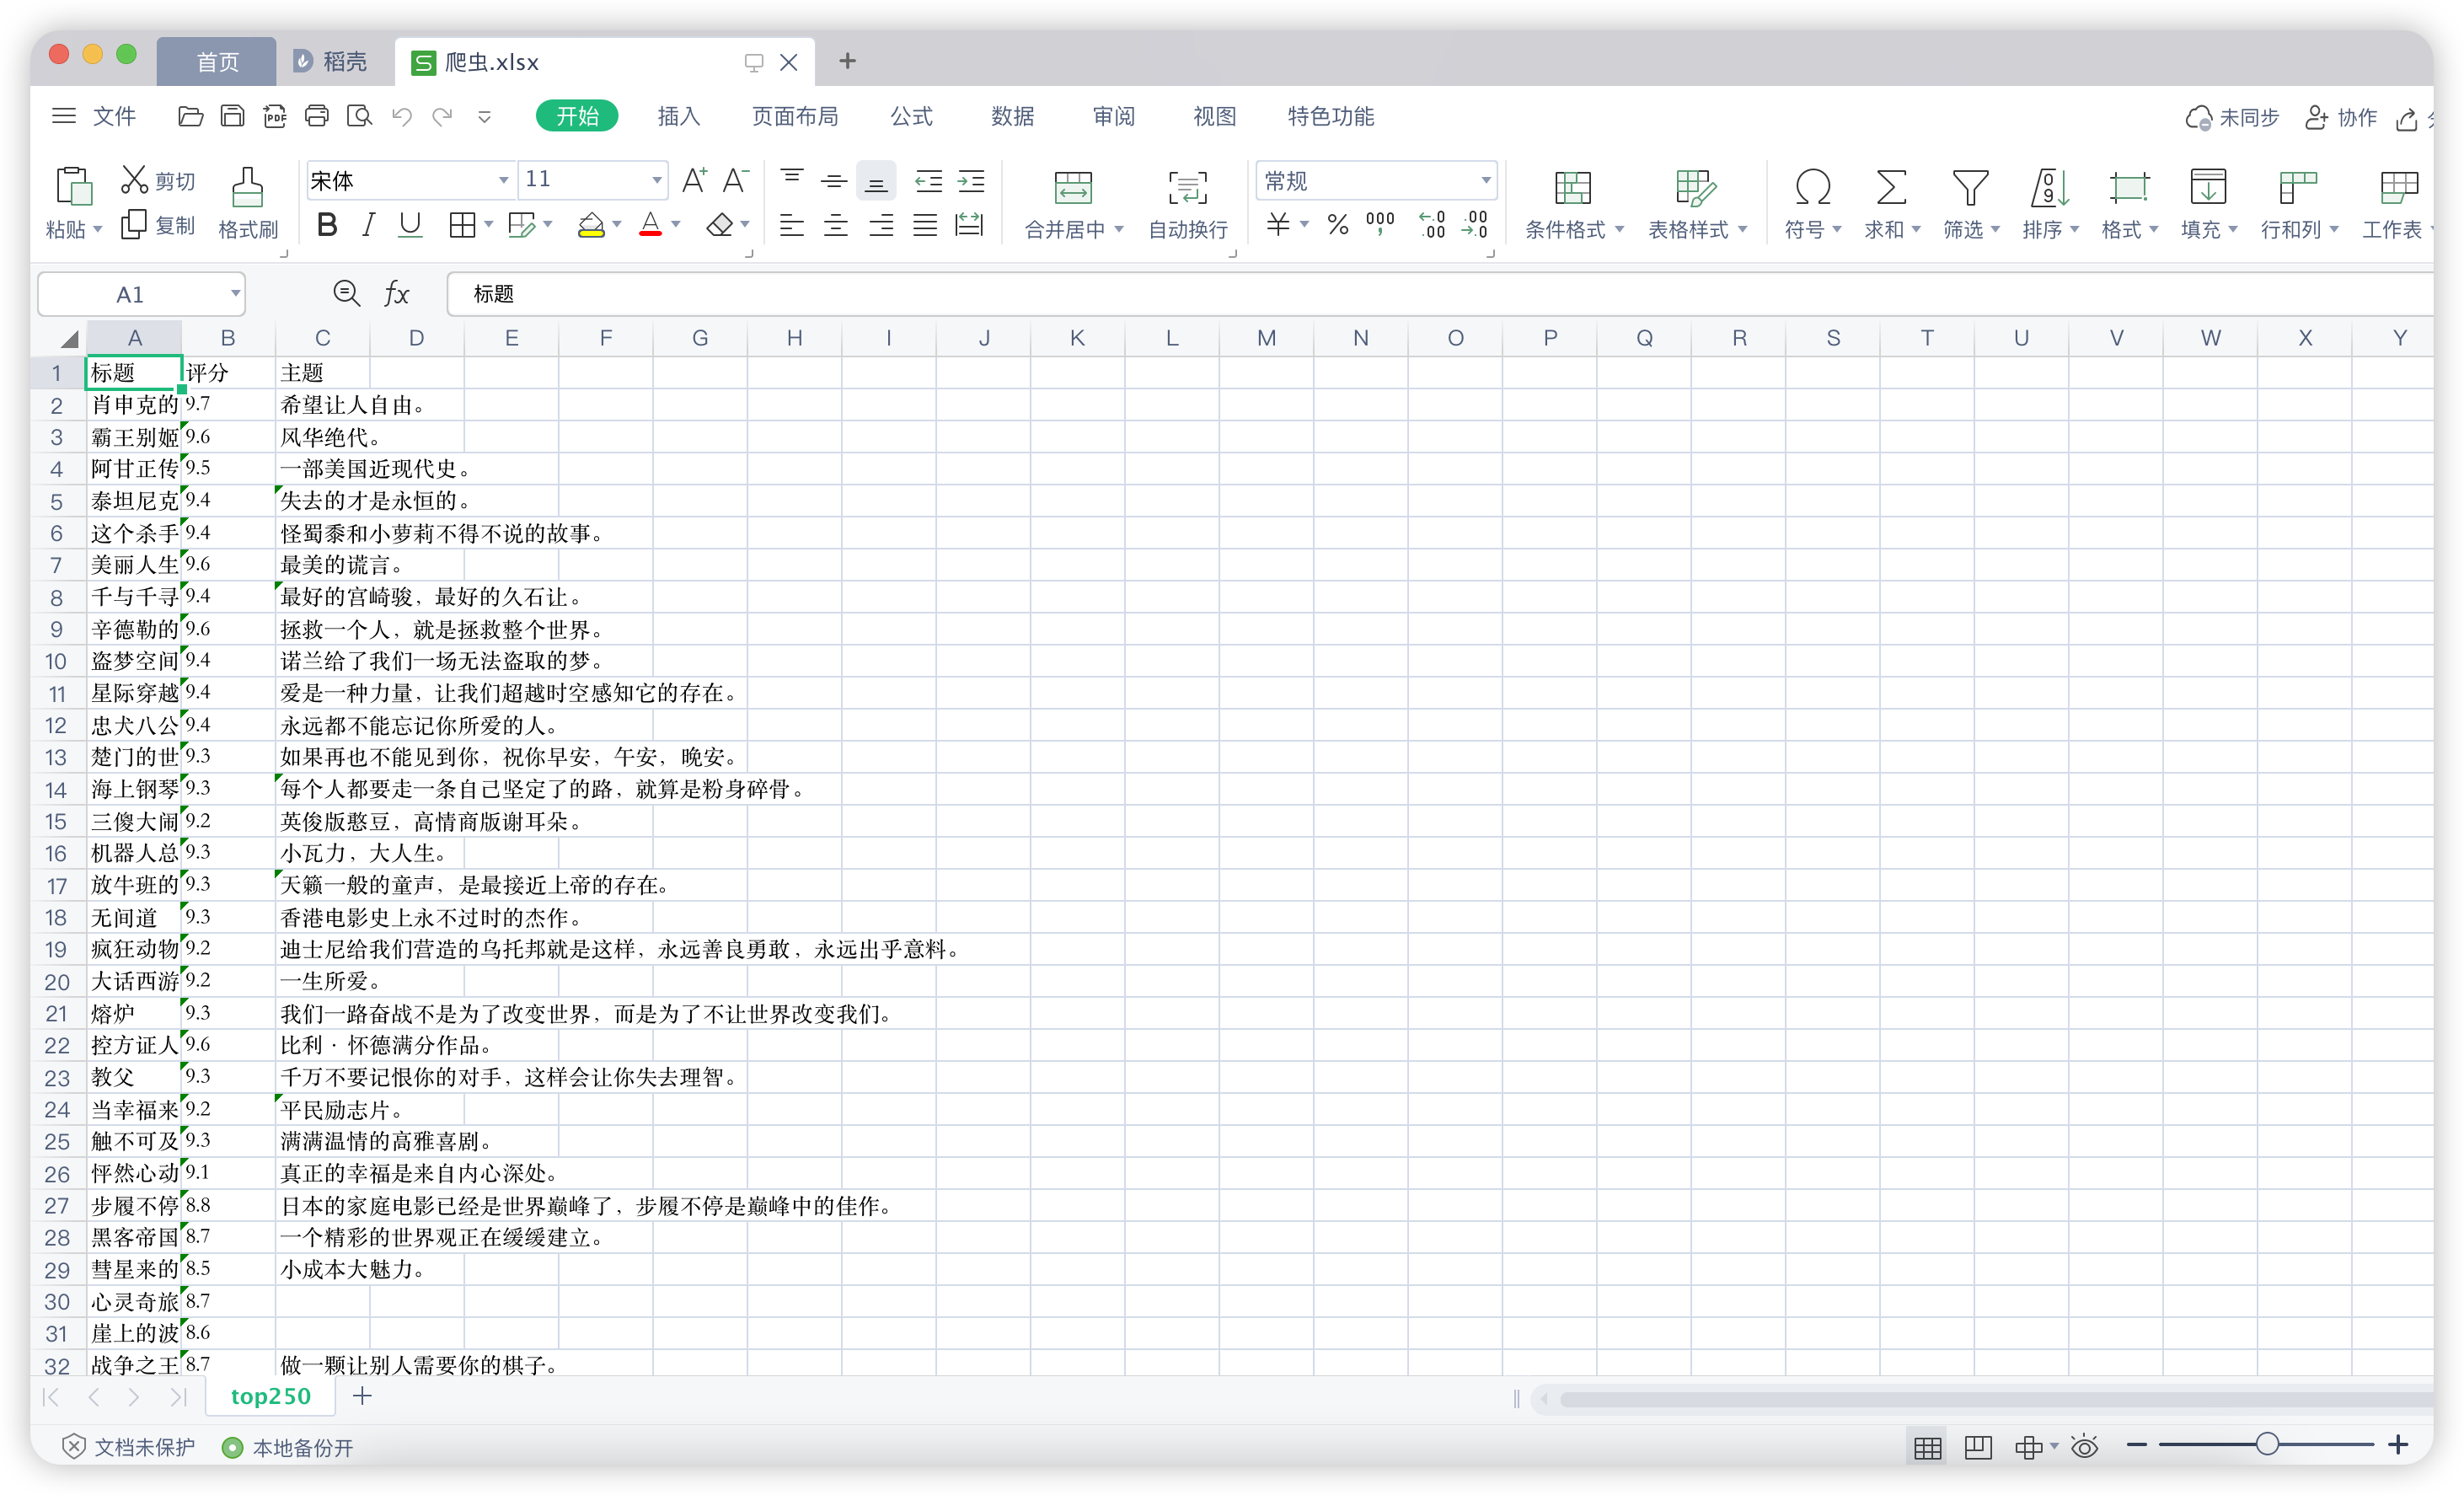 首页 稻壳 爬虫.xlsx
文件 PDF 开始 插入 页面布局 公式 数据 审阅 视图 特色功能 未同步 协作
剪切 宋体 11 A+ A- 常规
粘贴 复制 格式刷 B I U A 合并居中 自动换行 ¥ % 000 .0 .00 .00 .0 条件格式 表格样式 符号 求和 筛选 排序 格式 填充 行和列 工作表
A1 fx 标题
A B C D E F G H I J K L M N O P Q R S T U V W X Y
1 标题 评分 主题
2 肖申克的 9.7 希望让人自由。
3 霸王别姬 9.6 风华绝代。
4 阿甘正传 9.5 一部美国近现代史。
5 泰坦尼克 9.4 失去的才是永恒的。
6 这个杀手 9.4 怪蜀黍和小萝莉不得不说的故事。
7 美丽人生 9.6 最美的谎言。
8 千与千寻 9.4 最好的宫崎骏，最好的久石让。
9 辛德勒的 9.6 拯救一个人，就是拯救整个世界。
10 盗梦空间 9.4 诺兰给了我们一场无法盗取的梦。
11 星际穿越 9.4 爱是一种力量，让我们超越时空感知它的存在。
12 忠犬八公 9.4 永远都不能忘记你所爱的人。
13 楚门的世 9.3 如果再也不能见到你，祝你早安，午安，晚安。
14 海上钢琴 9.3 每个人都要走一条自己坚定了的路，就算是粉身碎骨。
15 三傻大闹 9.2 英俊版憨豆，高情商版谢耳朵。
16 机器人总 9.3 小瓦力，大人生。
17 放牛班的 9.3 天籁一般的童声，是最接近上帝的存在。
18 无间道 9.3 香港电影史上永不过时的杰作。
19 疯狂动物 9.2 迪士尼给我们营造的乌托邦就是这样，永远善良勇敢，永远出乎意料。
20 大话西游 9.2 一生所爱。
21 熔炉 9.3 我们一路奋战不是为了改变世界，而是为了不让世界改变我们。
22 控方证人 9.6 比利·怀德满分作品。
23 教父 9.3 千万不要记恨你的对手，这样会让你失去理智。
24 当幸福来 9.2 平民励志片。
25 触不可及 9.3 满满温情的高雅喜剧。
26 怦然心动 9.1 真正的幸福是来自内心深处。
27 步履不停 8.8 日本的家庭电影已经是世界巅峰了，步履不停是巅峰中的佳作。
28 黑客帝国 8.7 一个精彩的世界观正在缓缓建立。
29 彗星来的 8.5 小成本大魅力。
30 心灵奇旅 8.7
31 崖上的波 8.6
32 战争之王 8.7 做一颗让别人需要你的棋子。
top250
文档未保护 本地备份开